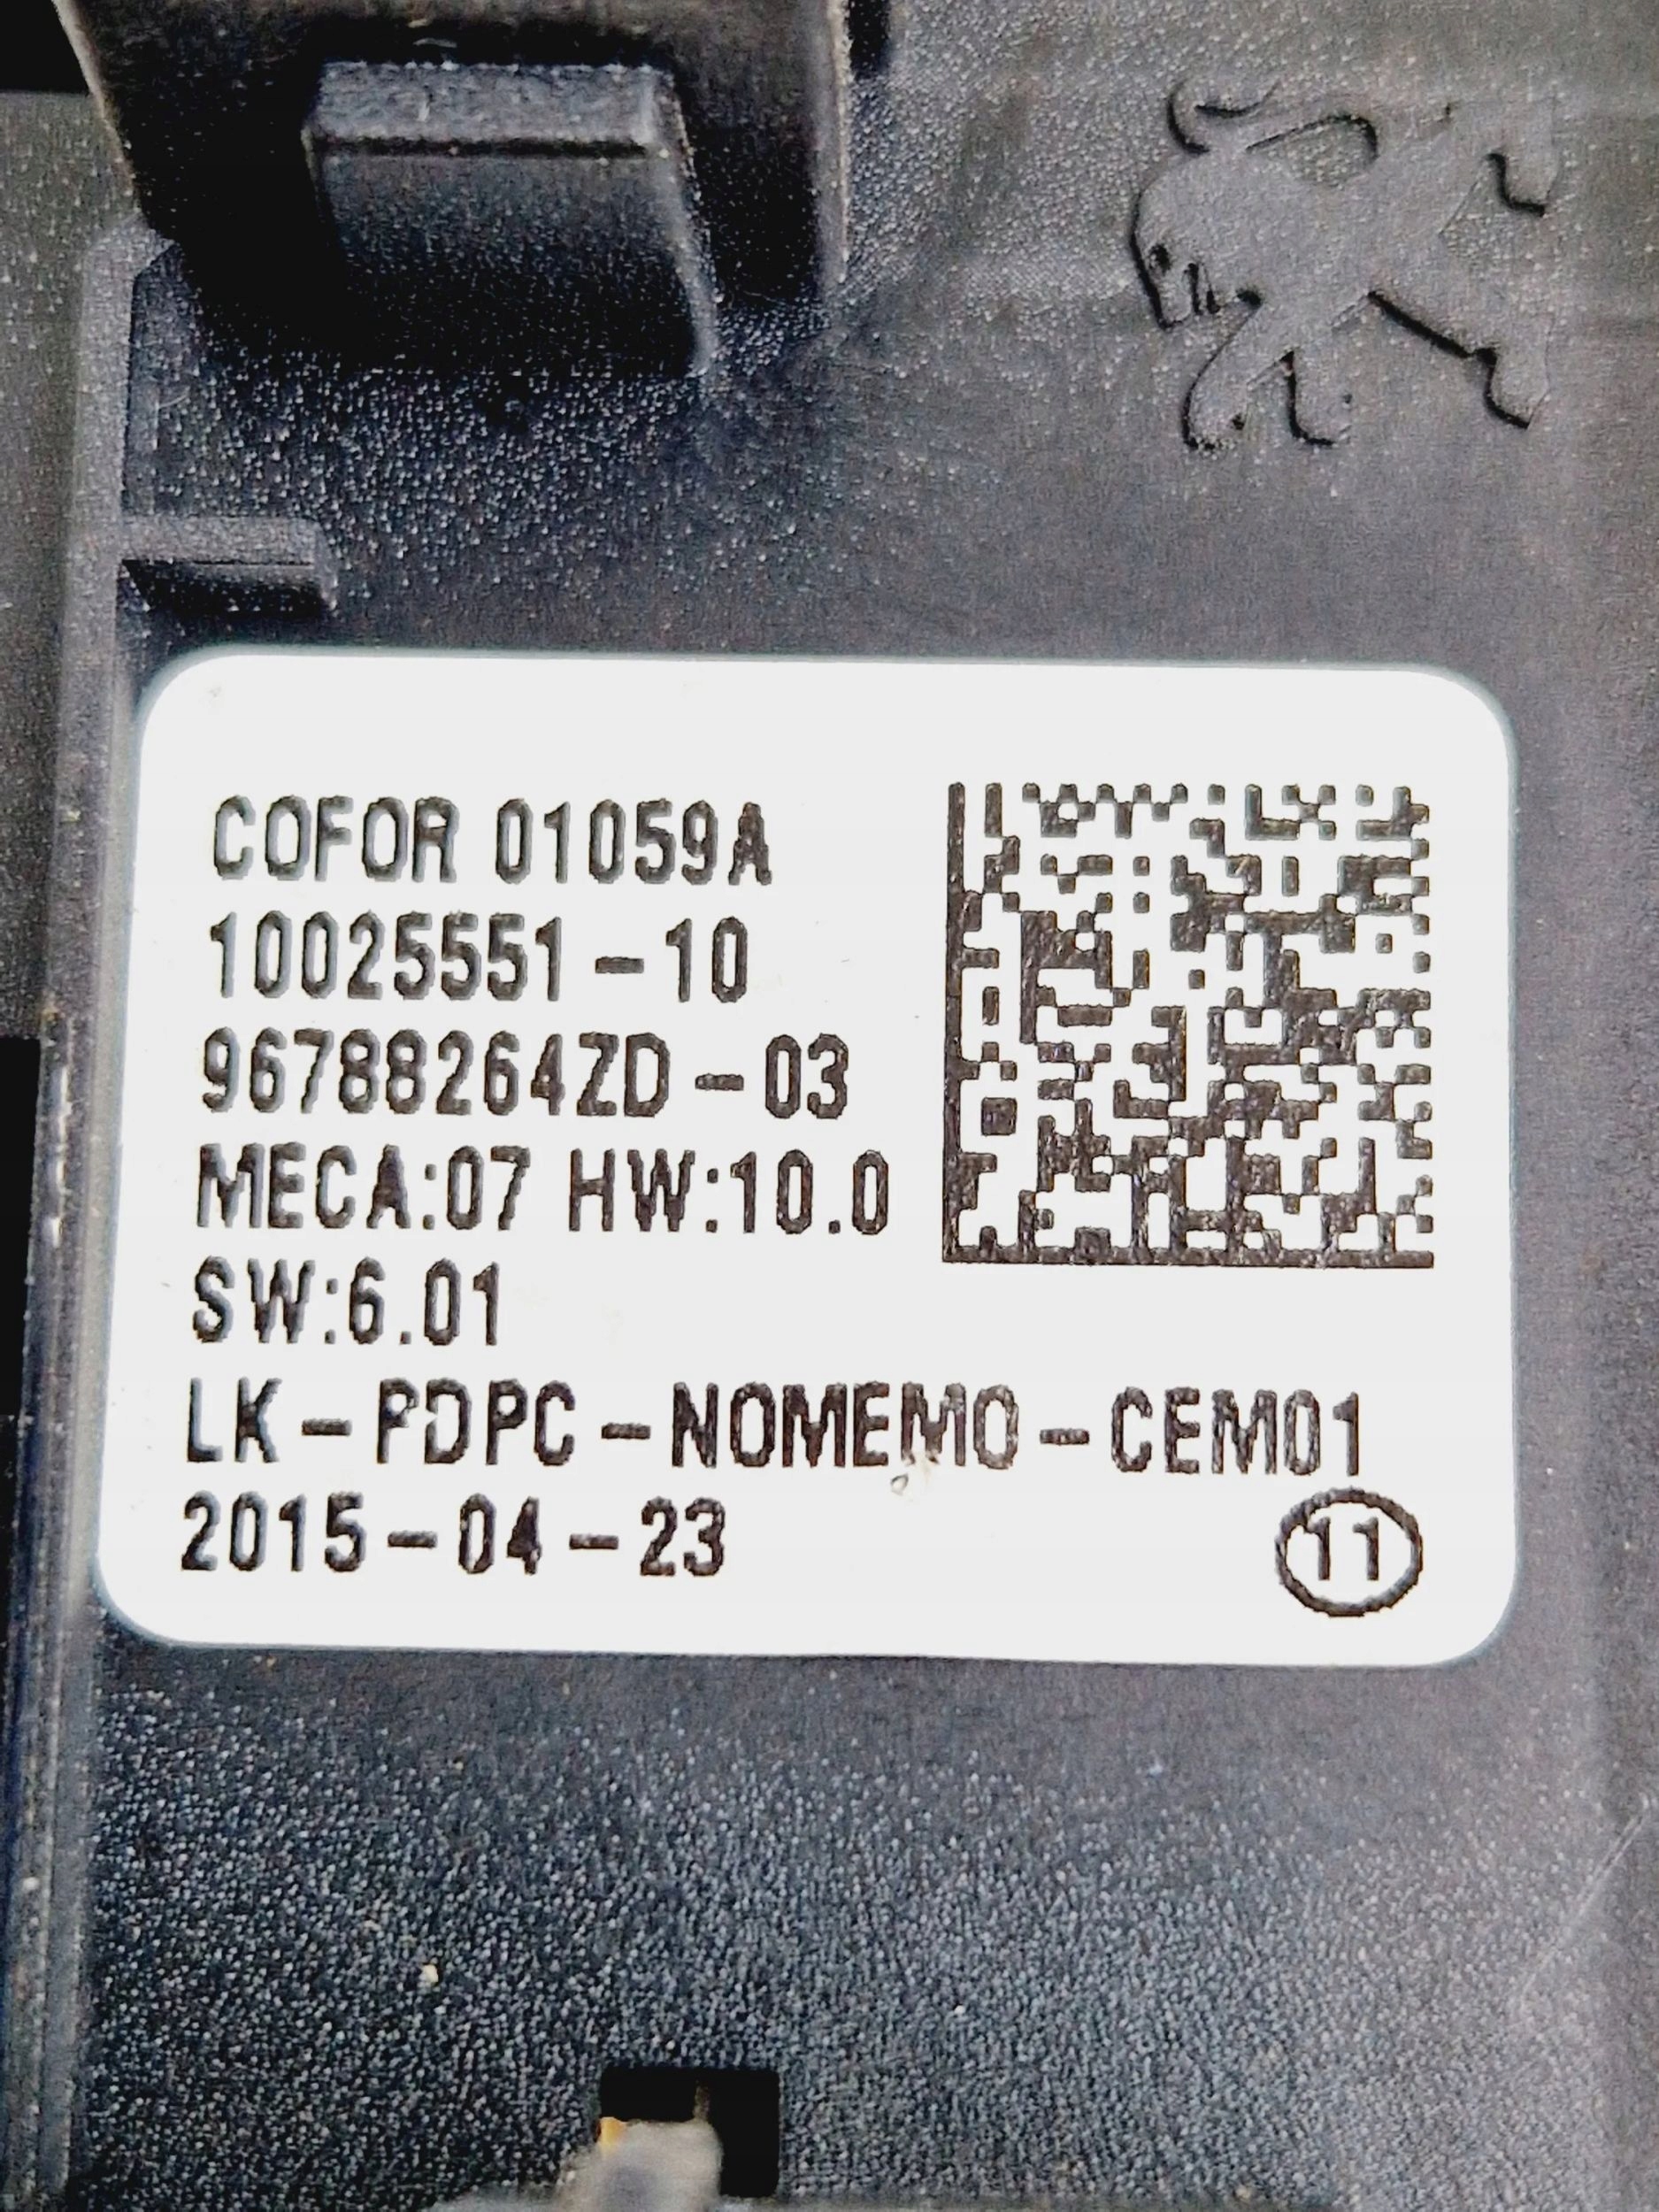 COFOR 01059A
10025551-10
96788264ZD-03
MECA:07 HW:10.0
SW:6.01
LK-PDPC-NOMEMO-CEM01
2015-04-23
11